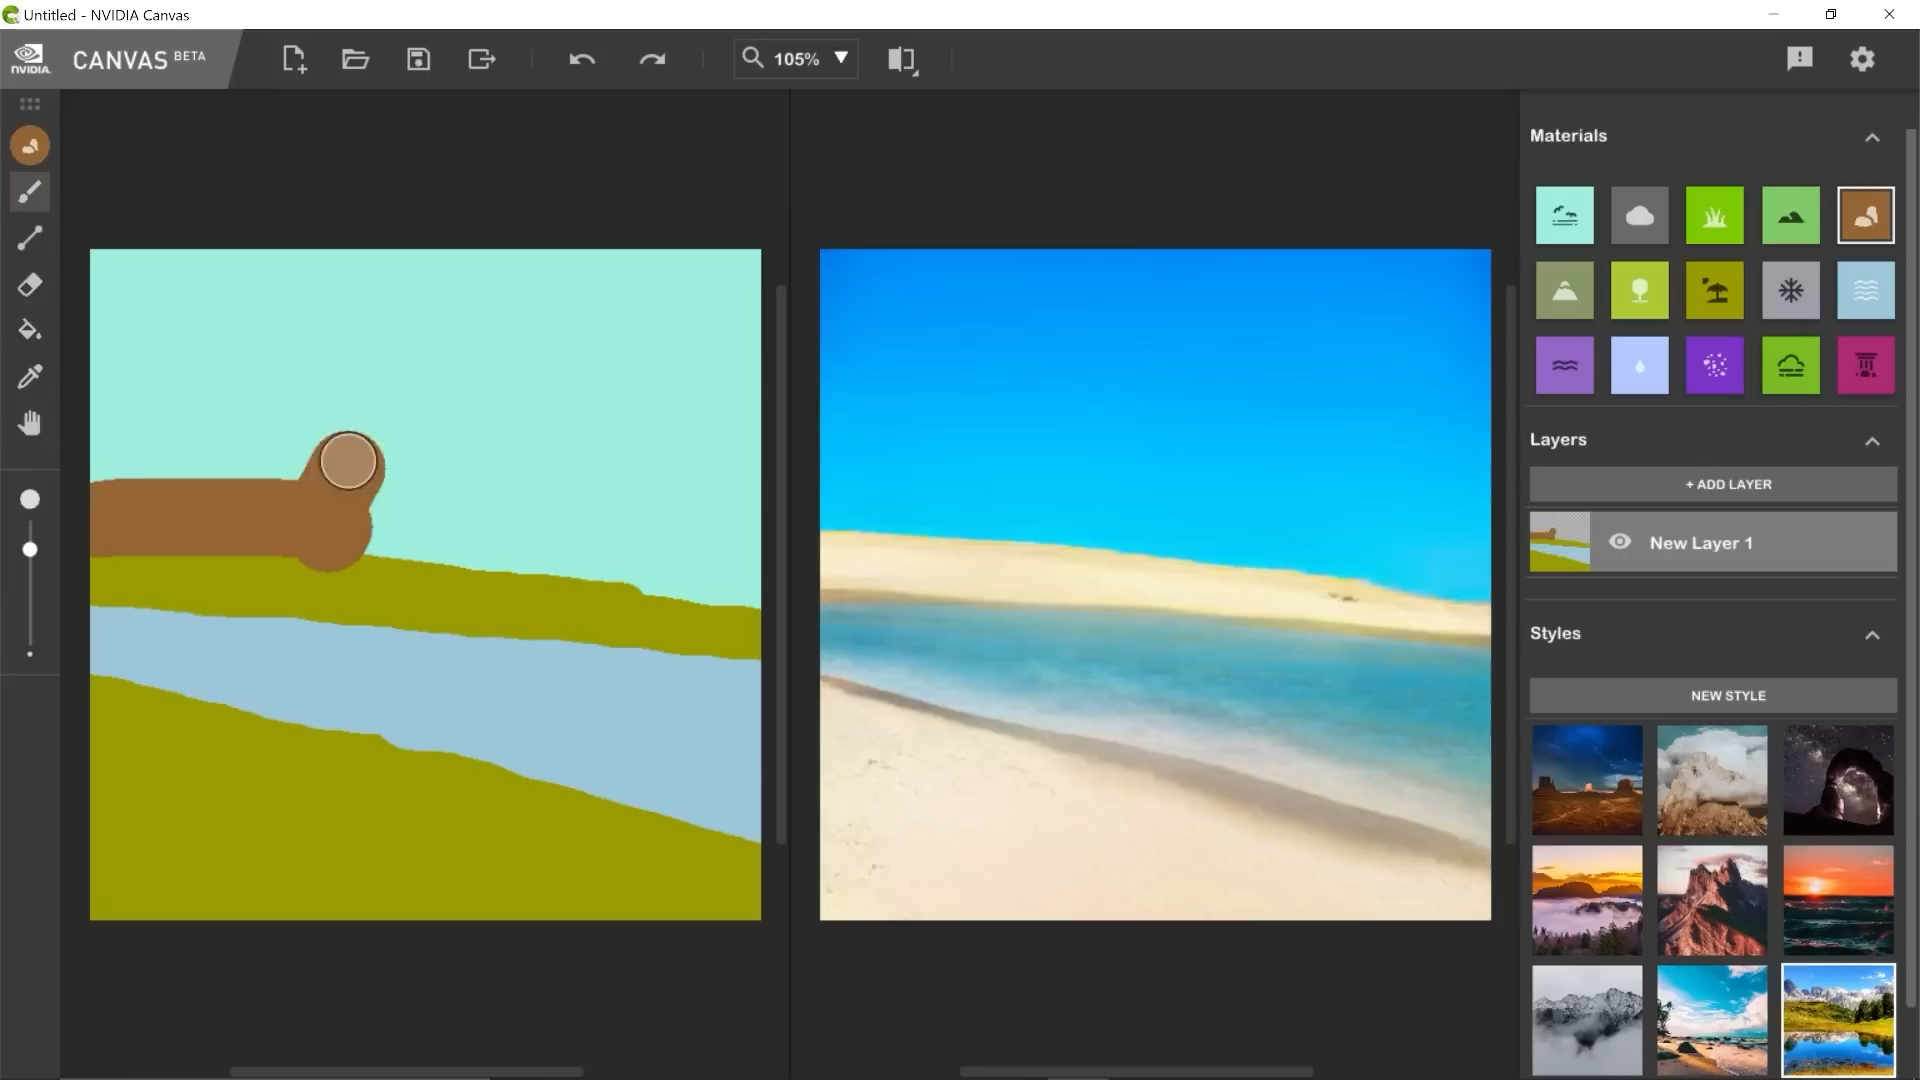 Untitled - NVIDIA Canvas
NVIDIA.
CANVAS BETA
105%
Materials
Layers
+ ADD LAYER
New Layer 1
Styles
NEW STYLE